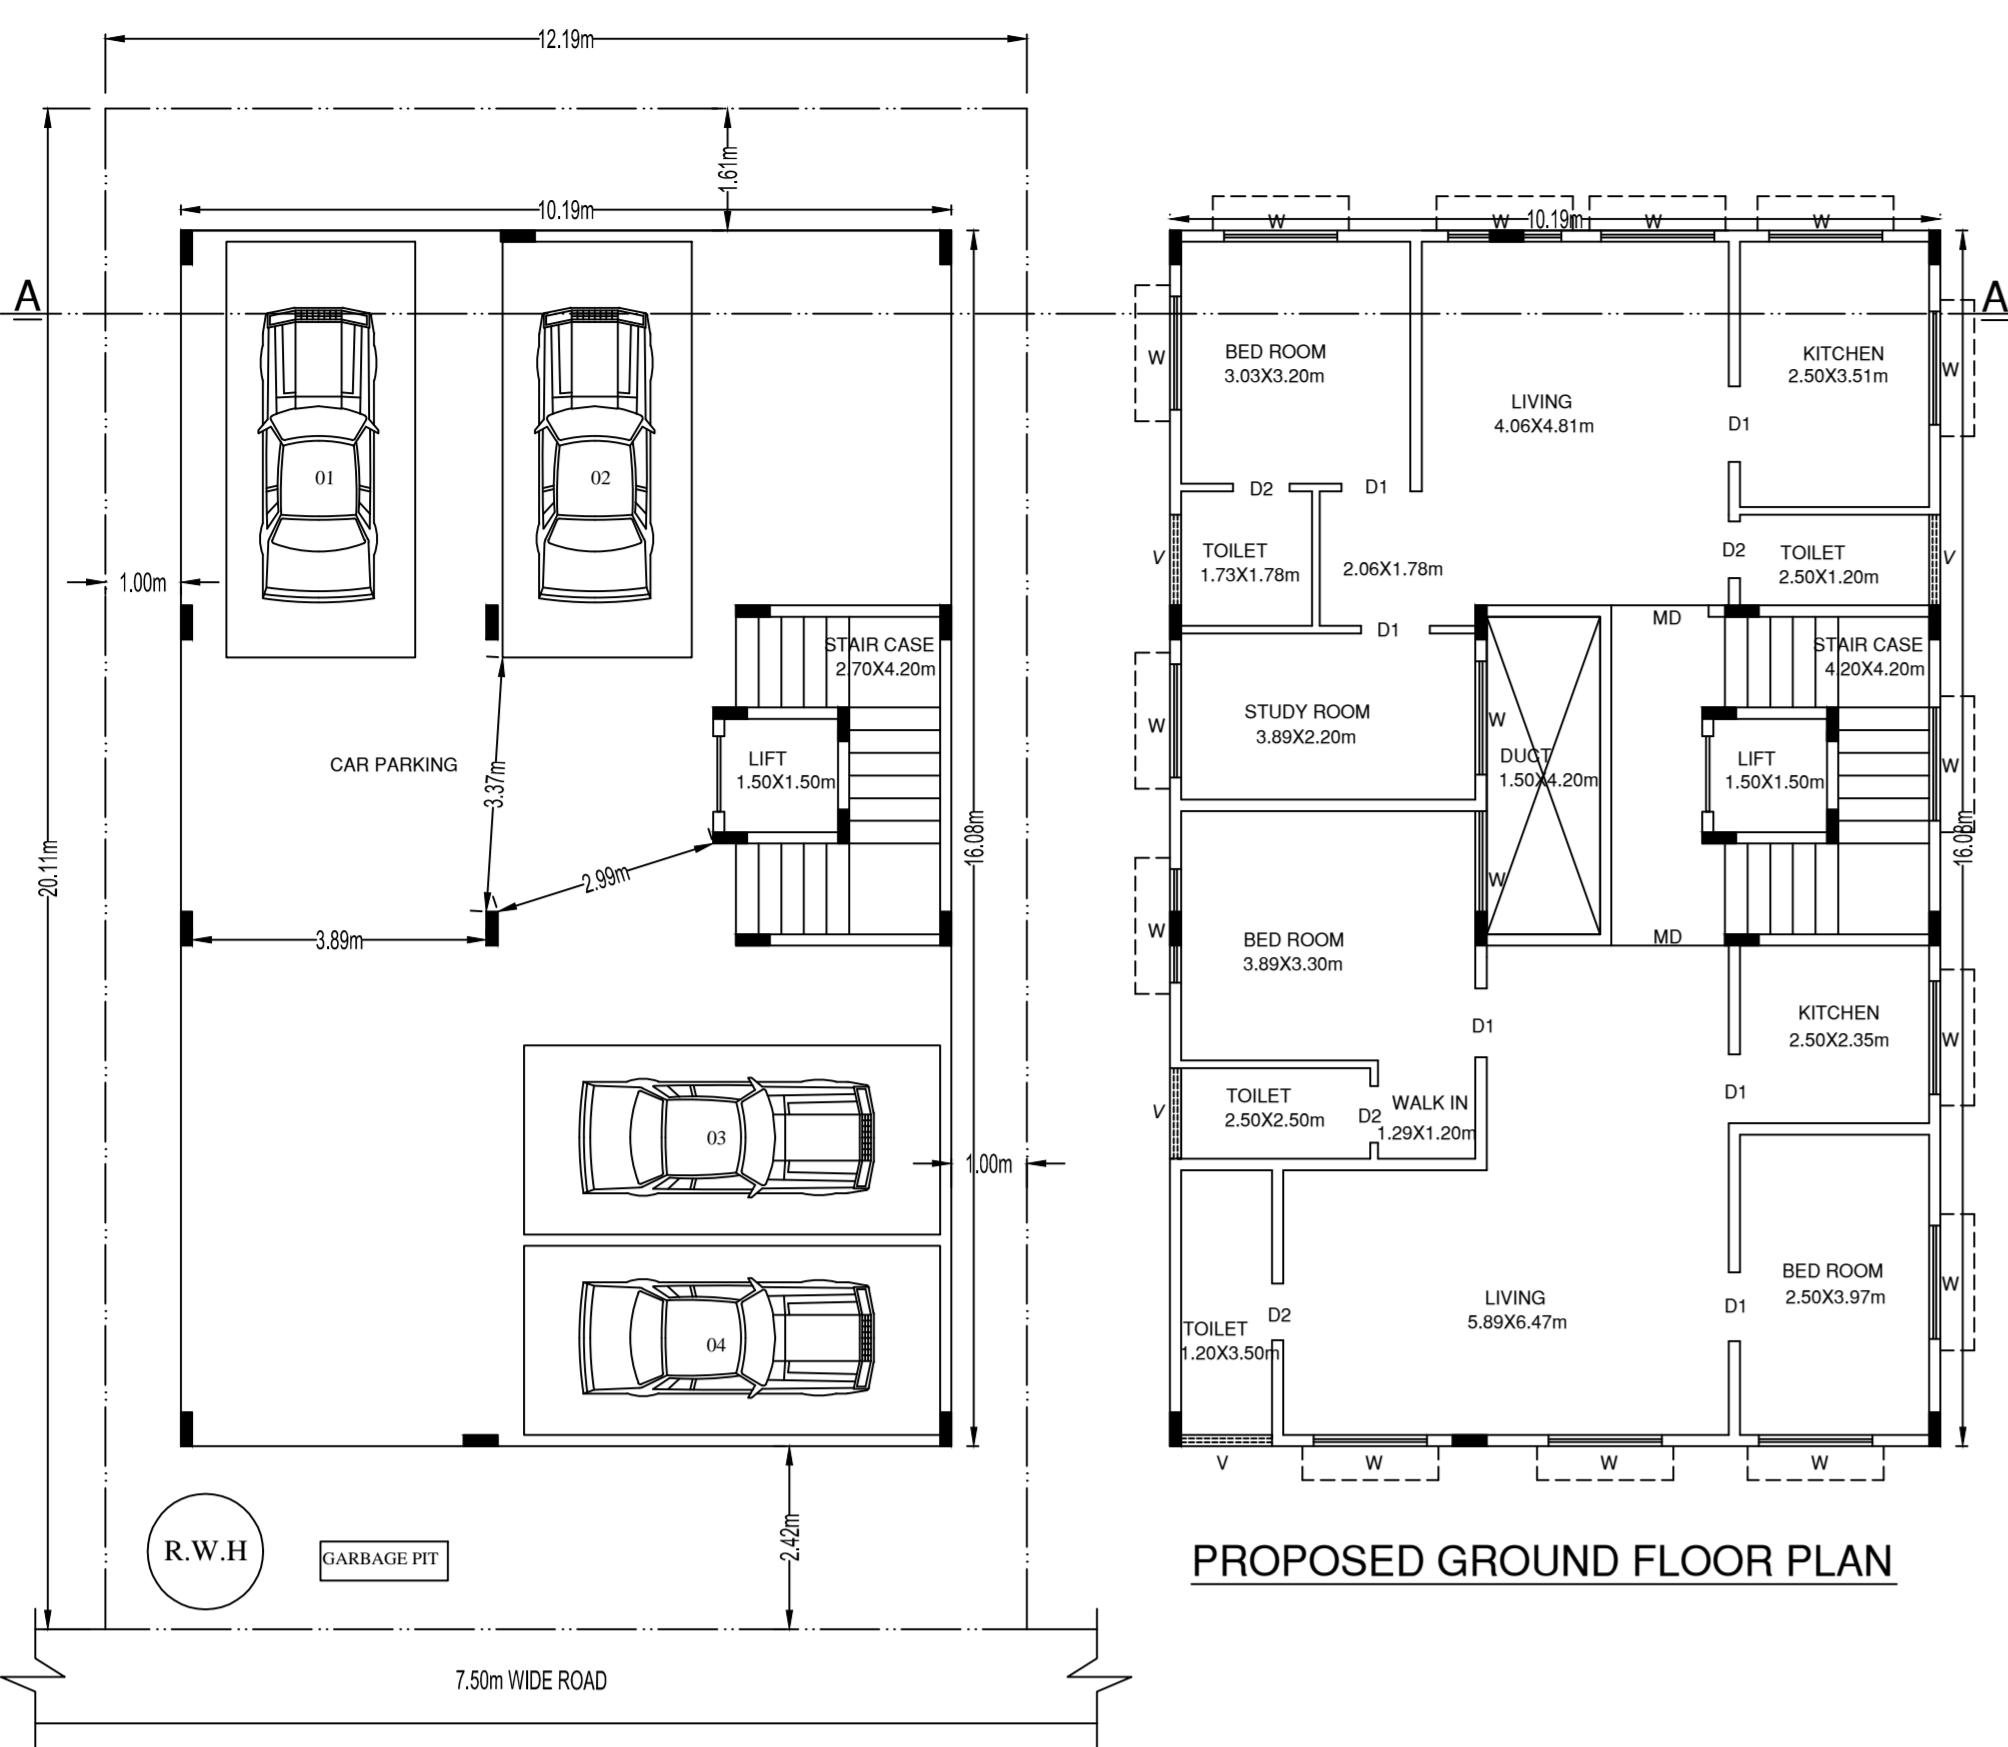 12.19m
1.61m
10.19m
A
01
02
1.00m
STAIR CASE
2.70X4.20m
CAR PARKING
3.37m
LIFT
1.50X1.50m
2.99m
3.89m
20.11m
16.08m
03
1.00m
04
2.42m
R.W.H
GARBAGE PIT
7.50m WIDE ROAD
W
W
10.19m
W
W
A
W
BED ROOM
3.03X3.20m
LIVING
4.06X4.81m
KITCHEN
2.50X3.51m
W
D1
D2
D1
V
TOILET
1.73X1.78m
2.06X1.78m
D2
TOILET
2.50X1.20m
V
D1
MD
STAIR CASE
4.20X4.20m
W
STUDY ROOM
3.89X2.20m
W
DUCT
1.50X4.20m
LIFT
1.50X1.50m
W
16.08m
W
W
BED ROOM
3.89X3.30m
MD
D1
KITCHEN
2.50X2.35m
W
D1
V
TOILET
2.50X2.50m
D2
WALK IN
1.29X1.20m
BED ROOM
2.50X3.97m
W
LIVING
5.89X6.47m
D1
D2
TOILET
1.20X3.50m
V
W
W
W
PROPOSED GROUND FLOOR PLAN